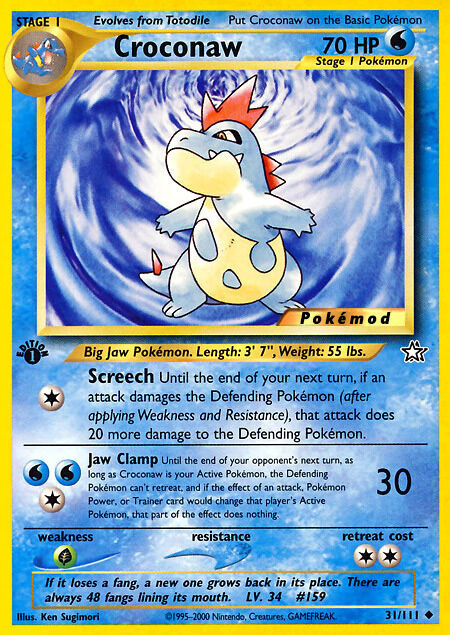 STAGE 1 Evolves from Totodile Put Croconaw on the Basic Pokémon
Croconaw 70 HP
Stage 1 Pokémon
Pokémod
EDITION
1
Big Jaw Pokémon. Length: 3' 7", Weight: 55 lbs.
Screech Until the end of your next turn, if an
attack damages the Defending Pokémon (after
applying Weakness and Resistance), that attack does
20 more damage to the Defending Pokémon.
Jaw Clamp Until the end of your opponent's next turn, as
long as Croconaw is your Active Pokémon, the Defending
Pokémon can't retreat, and if the effect of an attack, Pokémon
Power, or Trainer card would change that player's Active
Pokémon, that part of the effect does nothing.
30
weakness resistance retreat cost
If it loses a fang, a new one grows back in its place. There are
always 48 fangs lining its mouth. LV. 34 #159
Illus. Ken Sugimori ©1995-2000 Nintendo, Creatures, GAMEFREAK. 31/111